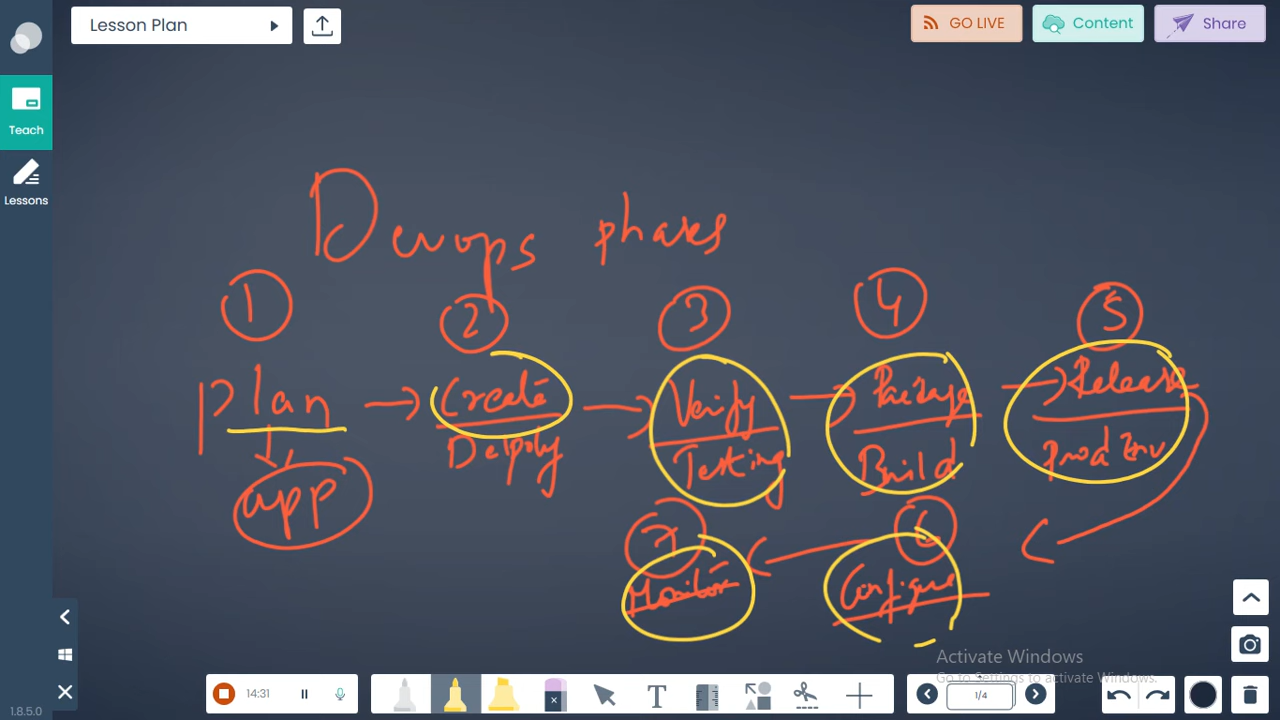 Lesson Plan
GO LIVE
Content
Share
Teach
Lessons
Devops phases
1
2
3
4
5
Plan
Create
Verify
Package
Release
app
Delpoly
Testing
Build
Prod Env
7
6
Monitor
Configure
Activate Windows
Go to Settings to activate Windows.
14:31
T
1/4
1.8.5.0